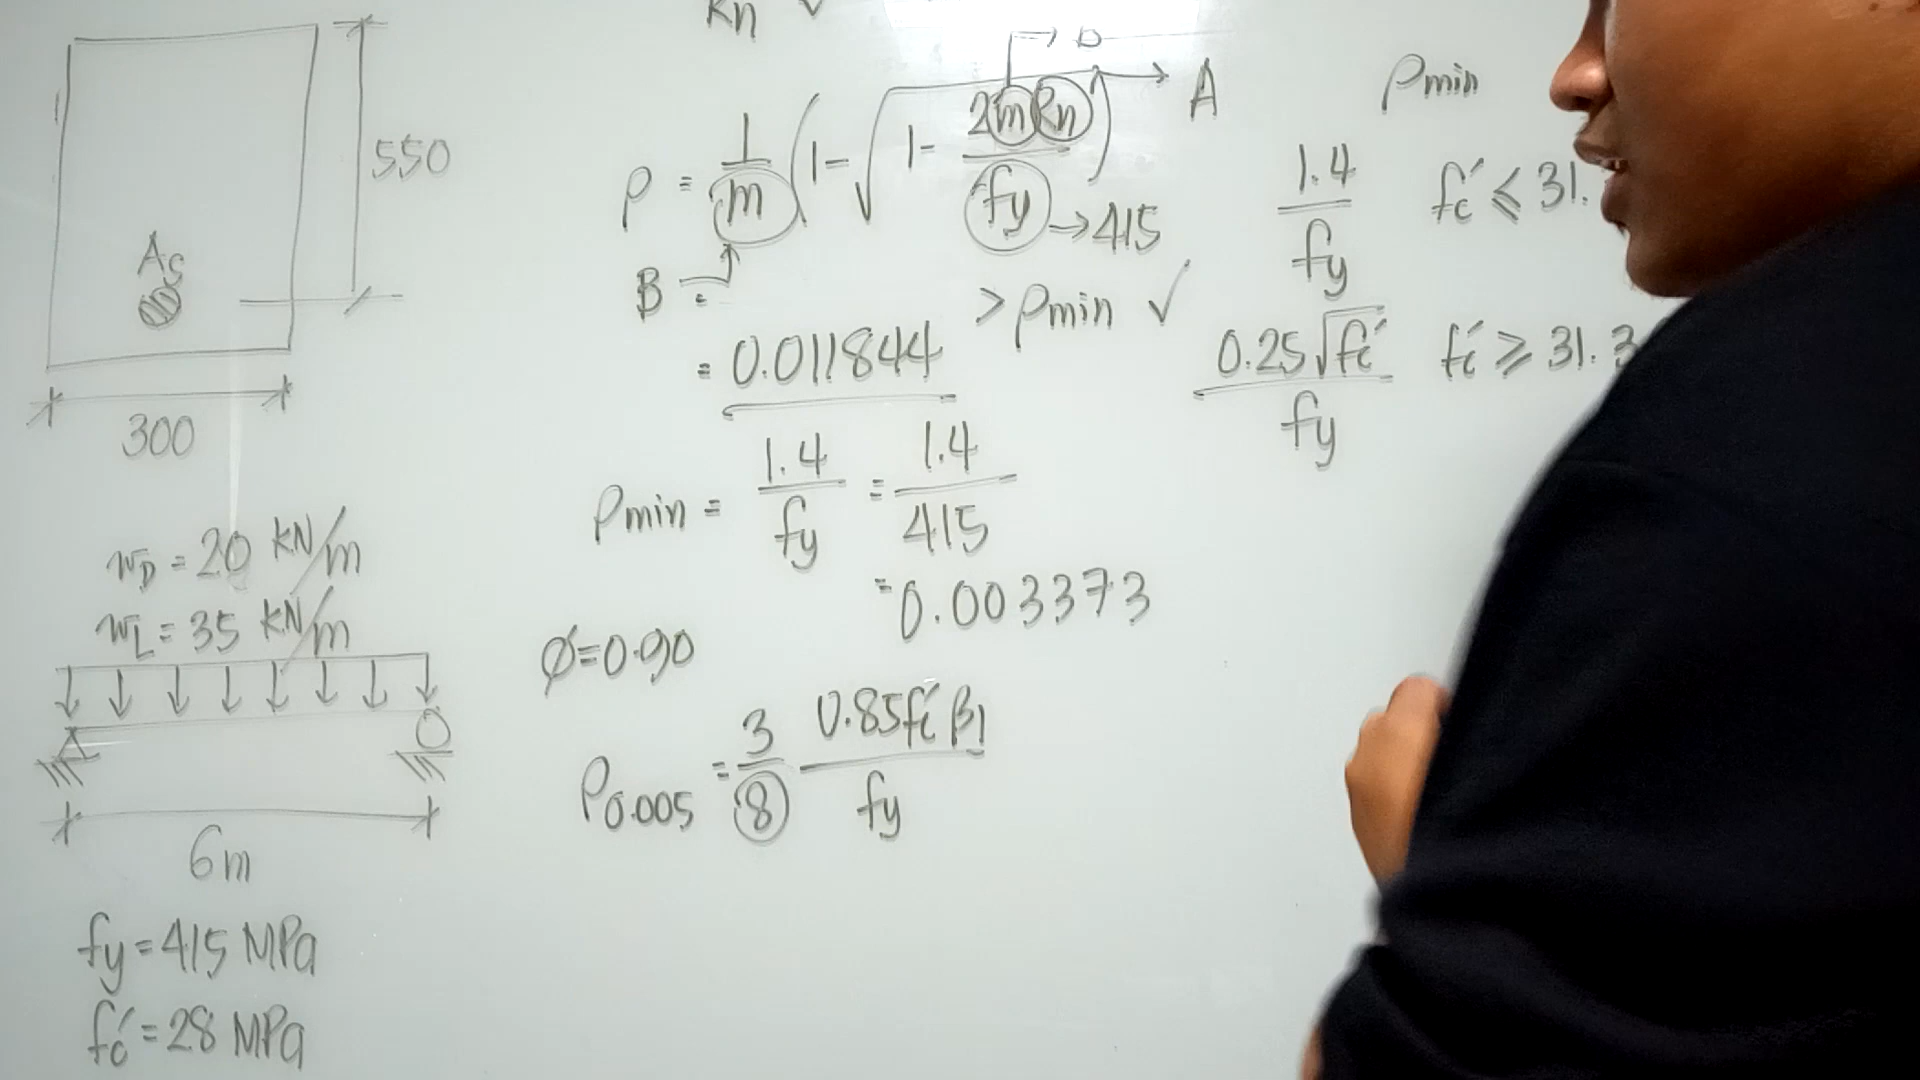 Rn
550
As
300
wD = 20 kN/m
wL = 35 kN/m
6m
fy = 415 MPa
fc' = 28 MPa
ρ = 1/m (1 - √(1 - 2mRn/fy)) → A
→ 415
B
= 0.011844 > ρmin ✓
ρmin = 1.4/fy = 1.4/415
= 0.003373
ø = 0.90
ρ0.005 = 3/8 0.85fc'β1/fy
ρmin
1.4/fy fc' ≤ 31.
0.25√fc'/fy fc' ≥ 31.3